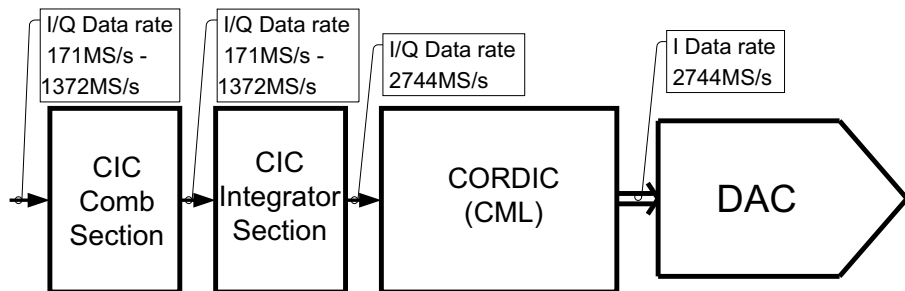 I/Q Data rate
171MS/s -
1372MS/s
I/Q Data rate
171MS/s -
1372MS/s
I/Q Data rate
2744MS/s
I Data rate
2744MS/s
CIC
Comb
Section
CIC
Integrator
Section
CORDIC
(CML)
DAC